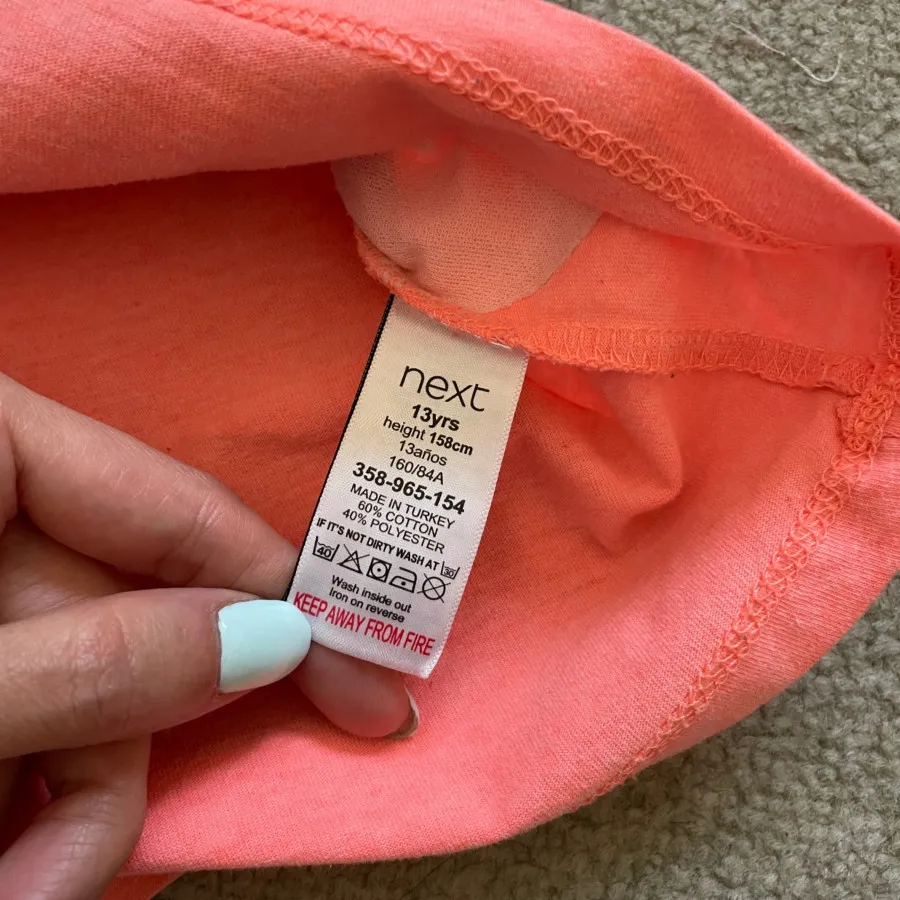 next
13yrs
height 158cm
13años
160/84A
358-965-154
MADE IN TURKEY
60% COTTON
40% POLYESTER
IF IT'S NOT DIRTY WASH AT 30
40
Wash inside out
Iron on reverse
KEEP AWAY FROM FIRE